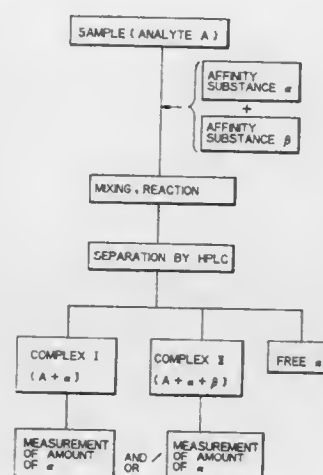 SAMPLE (ANALYTE A)
AFFINITY
SUBSTANCE α
+
AFFINITY
SUBSTANCE β
MIXING, REACTION
SEPARATION BY HPLC
COMPLEX I
(A + α)
COMPLEX II
(A + α + β)
FREE α
MEASUREMENT
OF AMOUNT
OF α
AND /
OR
MEASUREMENT
OF AMOUNT
OF α